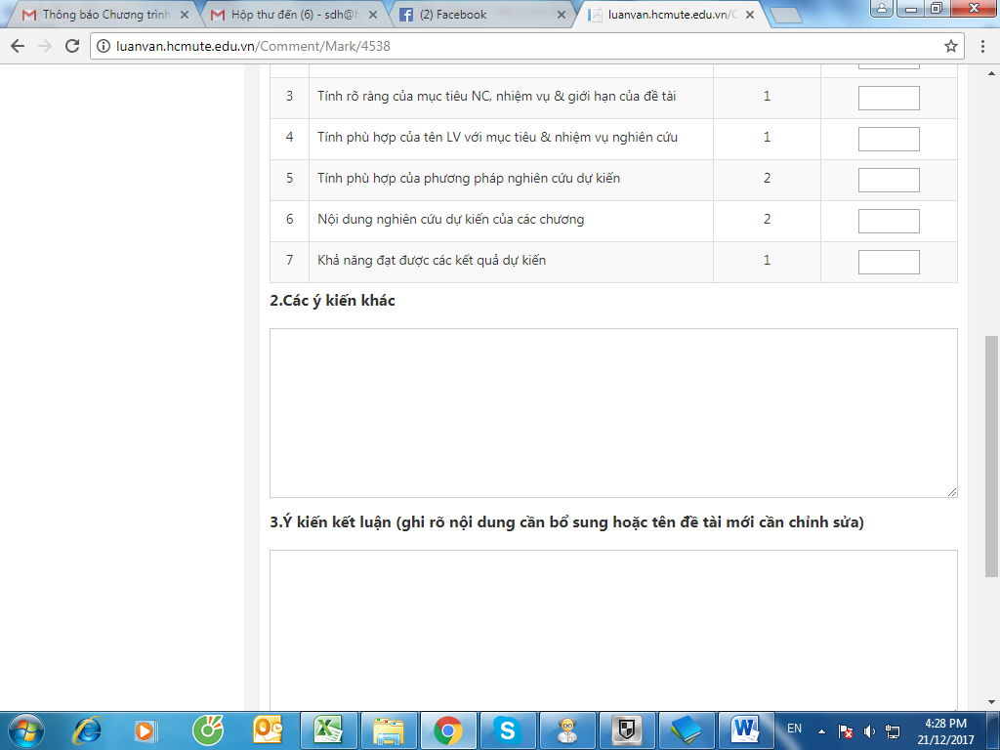 Thông báo Chương trình
Hộp thư đến (6) - sdh@h
(2) Facebook
luanvan.hcmute.edu.vn/C
luanvan.hcmute.edu.vn/Comment/Mark/4538
3 Tính rõ ràng của mục tiêu NC, nhiệm vụ & giới hạn của đề tài 1
4 Tính phù hợp của tên LV với mục tiêu & nhiệm vụ nghiên cứu 1
5 Tính phù hợp của phương pháp nghiên cứu dự kiến 2
6 Nội dung nghiên cứu dự kiến của các chương 2
7 Khả năng đạt được các kết quả dự kiến 1
2.Các ý kiến khác
3.Ý kiến kết luận (ghi rõ nội dung cần bổ sung hoặc tên đề tài mới cần chỉnh sửa)
EN
4:28 PM
21/12/2017